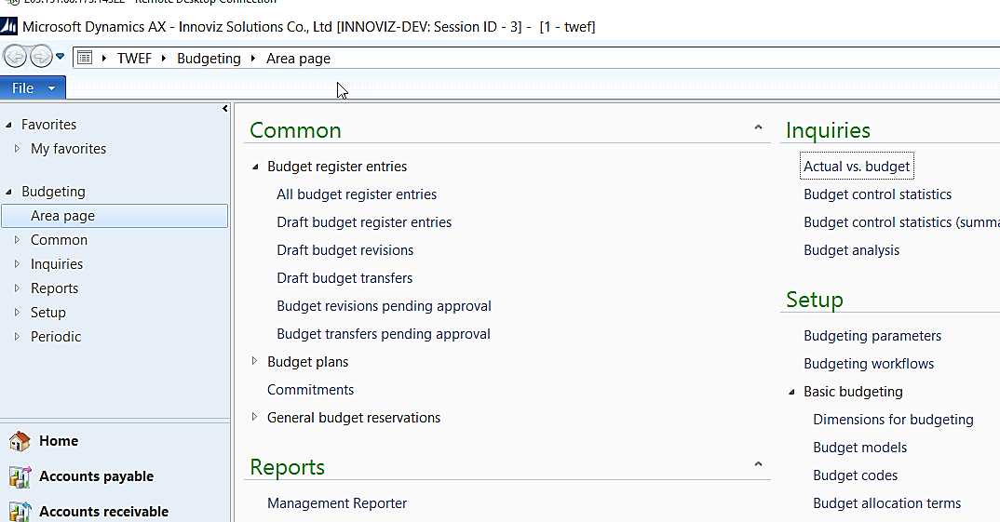 Remote Desktop Connection
Microsoft Dynamics AX - Innoviz Solutions Co., Ltd [INNOVIZ-DEV: Session ID - 3] - [1 - twef]
TWEF Budgeting Area page
File
Favorites
My favorites
Budgeting
Area page
Common
Inquiries
Reports
Setup
Periodic
Home
Accounts payable
Accounts receivable
Common
Budget register entries
All budget register entries
Draft budget register entries
Draft budget revisions
Draft budget transfers
Budget revisions pending approval
Budget transfers pending approval
Budget plans
Commitments
General budget reservations
Reports
Management Reporter
Inquiries
Actual vs. budget
Budget control statistics
Budget control statistics (summa
Budget analysis
Setup
Budgeting parameters
Budgeting workflows
Basic budgeting
Dimensions for budgeting
Budget models
Budget codes
Budget allocation terms